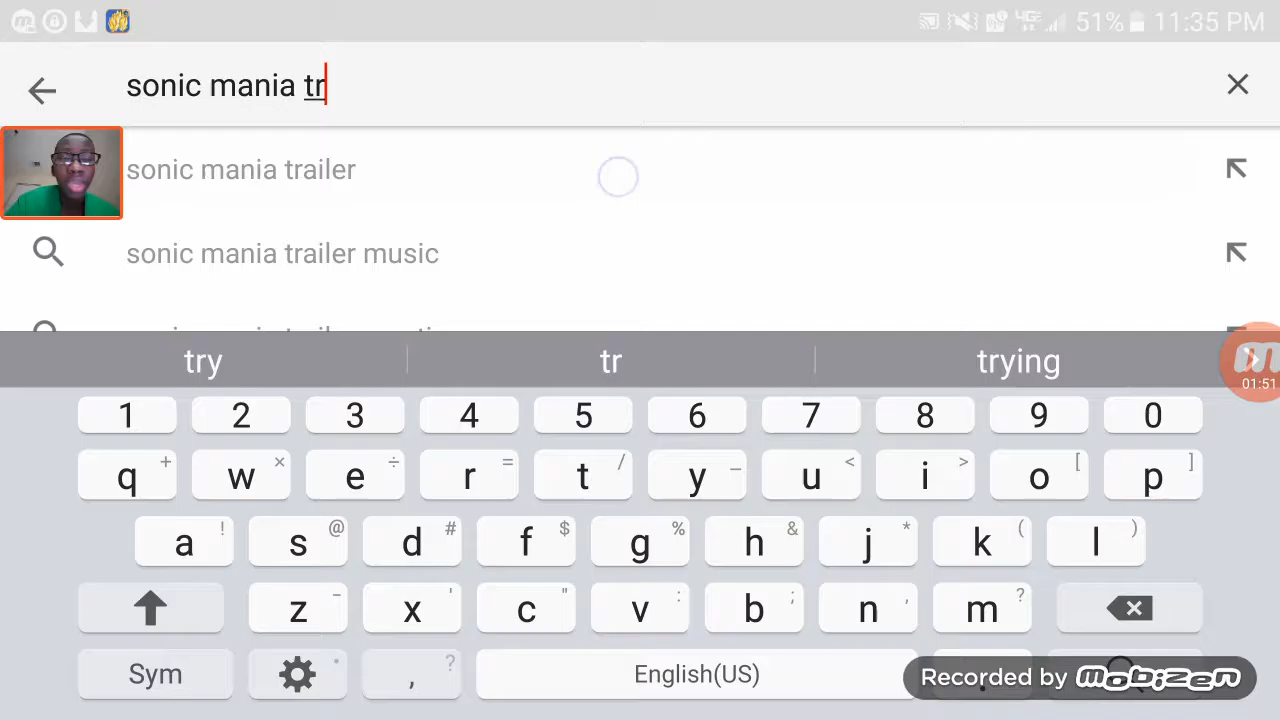 51% 11:35 PM
sonic mania tr
sonic mania trailer
sonic mania trailer music
try tr trying
01:51
1 2 3 4 5 6 7 8 9 0
q + w × e ÷ r = t / y _ u < i > o [ p ]
a ! s @ d # f $ g % h & j * k ( l )
z - x ' c " v : b ; n , m ?
Sym , ? English(US)
Recorded by mobizen